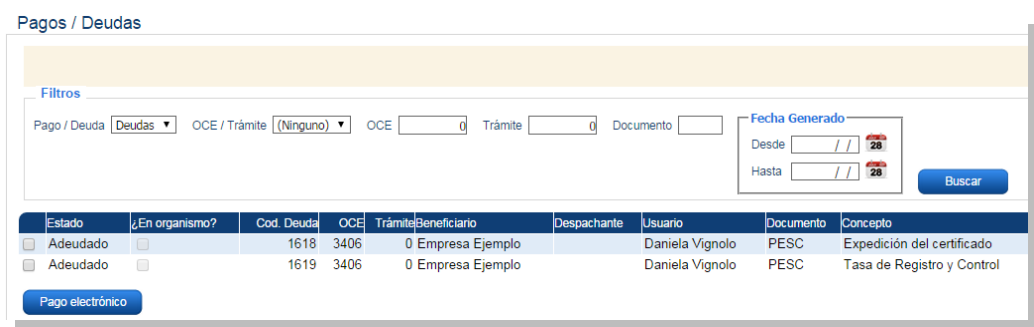 Pagos / Deudas
Filtros
Pago / Deuda Deudas OCE / Trámite (Ninguno) OCE 0 Trámite 0 Documento
Fecha Generado
Desde / / 28
Hasta / / 28
Buscar
Estado ¿En organismo? Cod. Deuda OCE Trámite Beneficiario Despachante Usuario Documento Concepto
Adeudado 1618 3406 0 Empresa Ejemplo Daniela Vignolo PESC Expedición del certificado
Adeudado 1619 3406 0 Empresa Ejemplo Daniela Vignolo PESC Tasa de Registro y Control
Pago electrónico